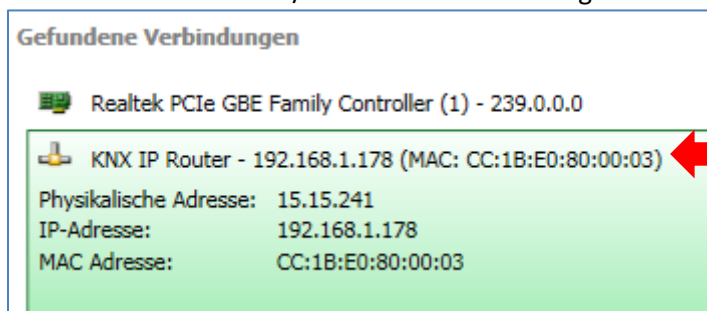 Gefundene Verbindungen
Realtek PCIe GBE Family Controller (1) - 239.0.0.0
KNX IP Router - 192.168.1.178 (MAC: CC:1B:E0:80:00:03)
Physikalische Adresse: 15.15.241
IP-Adresse: 192.168.1.178
MAC Adresse: CC:1B:E0:80:00:03